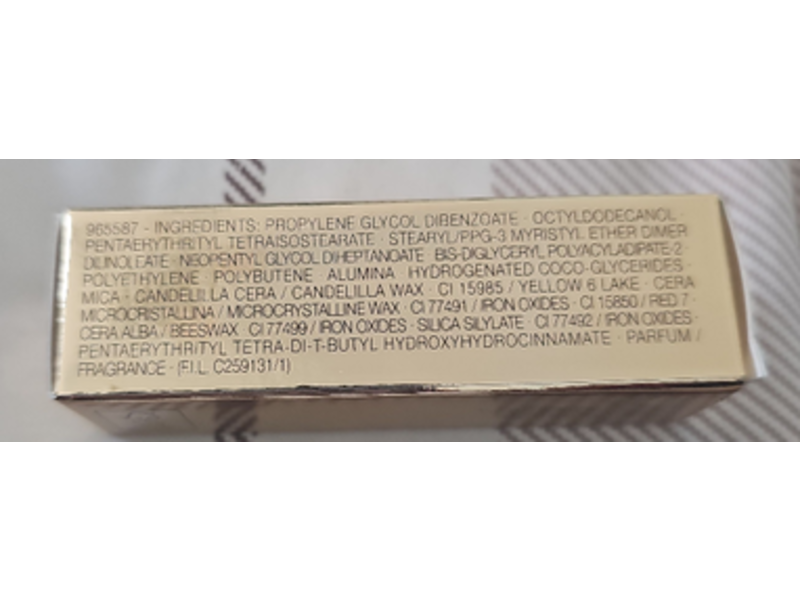 965587 - INGREDIENTS: PROPYLENE GLYCOL DIBENZOATE · OCTYLDODECANOL ·
PENTAERYTHRITYL TETRAISOSTEARATE · STEARYL/PPG-3 MYRISTYL ETHER DIMER
DILINOLEATE · NEOPENTYL GLYCOL DIHEPTANOATE · BIS-DIGLYCERYL POLYACYLADIPATE-2 ·
POLYETHYLENE · POLYBUTENE · ALUMINA · HYDROGENATED COCO-GLYCERIDES ·
MICA · CANDELILLA CERA / CANDELILLA WAX · CI 15985 / YELLOW 6 LAKE · CERA
MICROCRISTALLINA / MICROCRYSTALLINE WAX · CI 77491 / IRON OXIDES · CI 15850 / RED 7 ·
CERA ALBA / BEESWAX · CI 77499 / IRON OXIDES · SILICA SILYLATE · CI 77492 / IRON OXIDES ·
PENTAERYTHRITYL TETRA-DI-T-BUTYL HYDROXYHYDROCINNAMATE · PARFUM /
FRAGRANCE · (F.I.L. C259131/1)